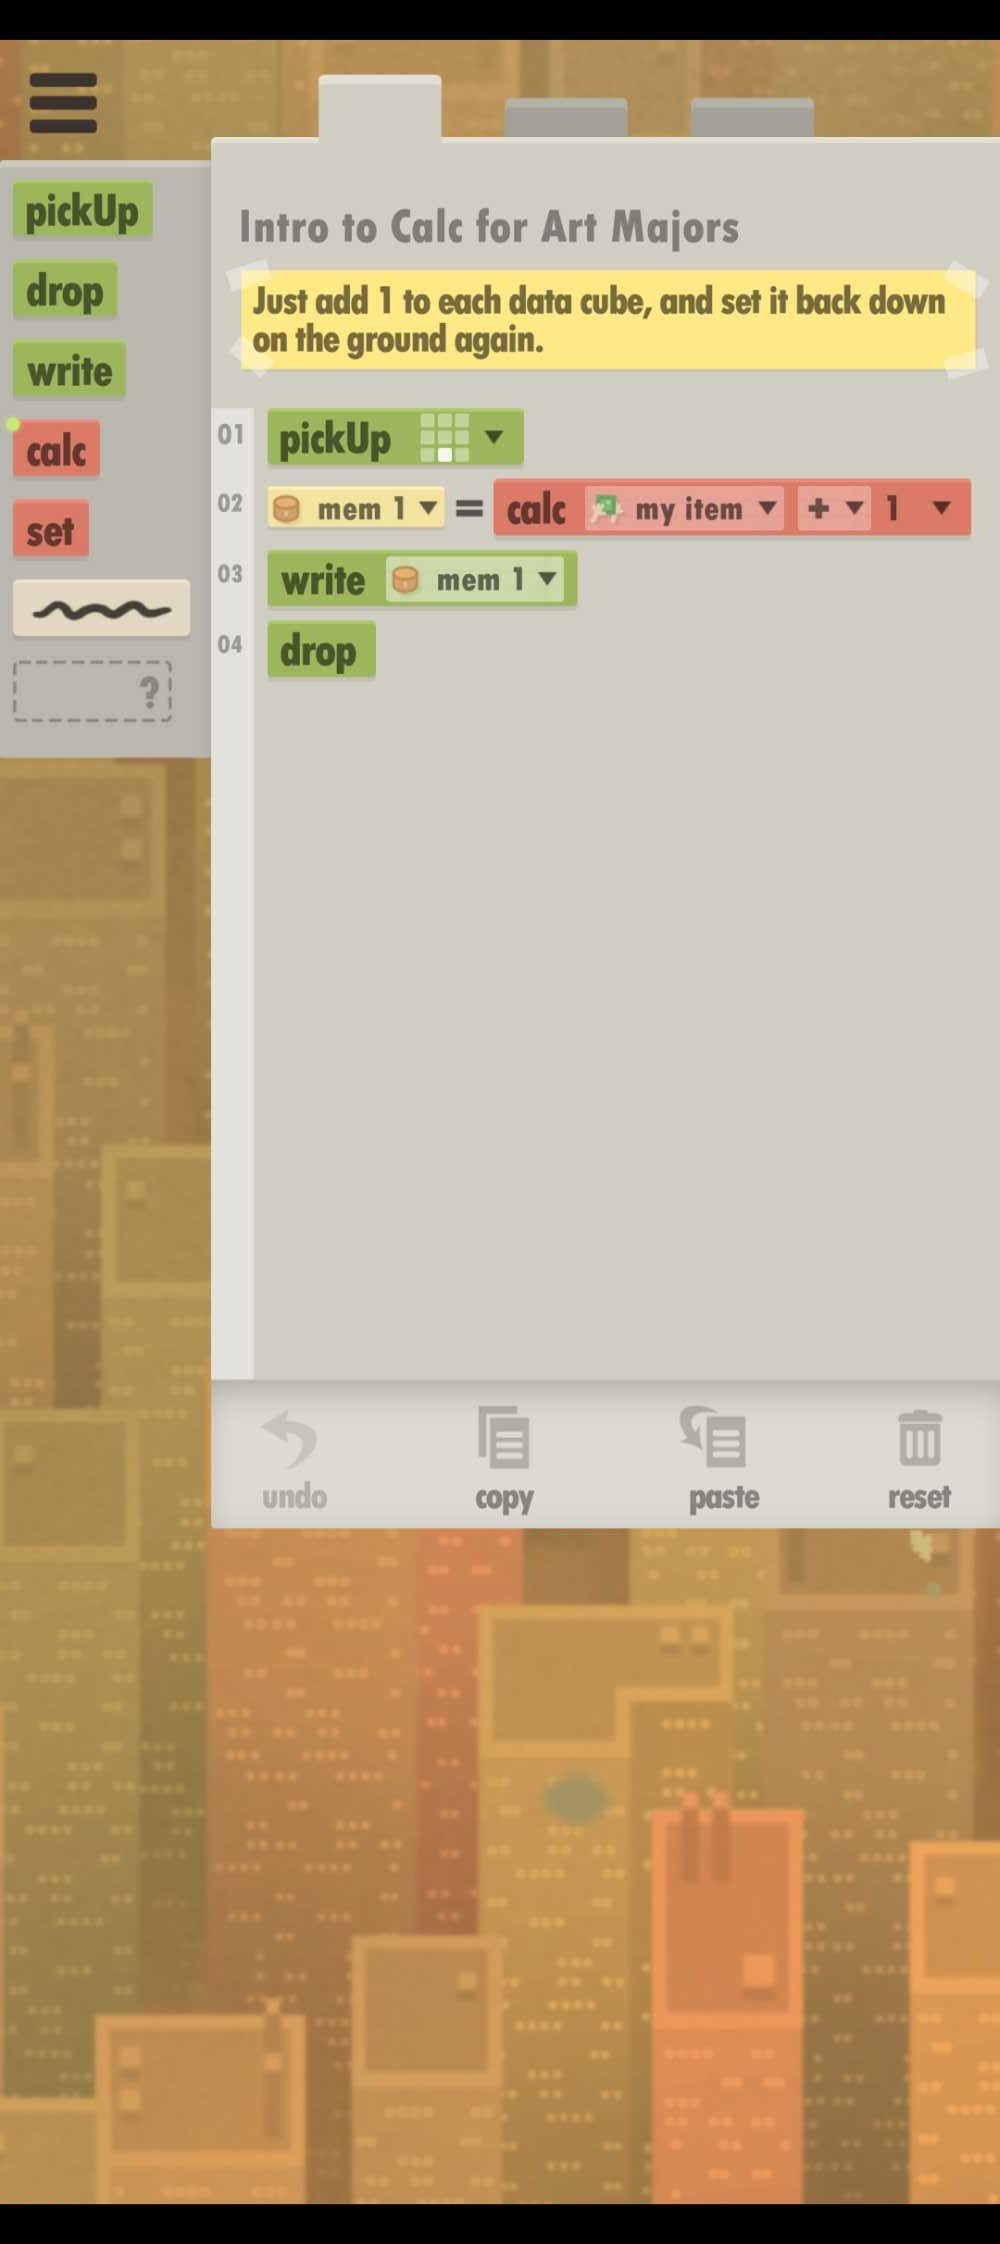 Intro to Calc for Art Majors
Just add 1 to each data cube, and set it back down
on the ground again.
pickUp
drop
write
calc
set
?
01 pickUp
02 mem 1 = calc my item + 1
03 write mem 1
04 drop
undo copy paste reset